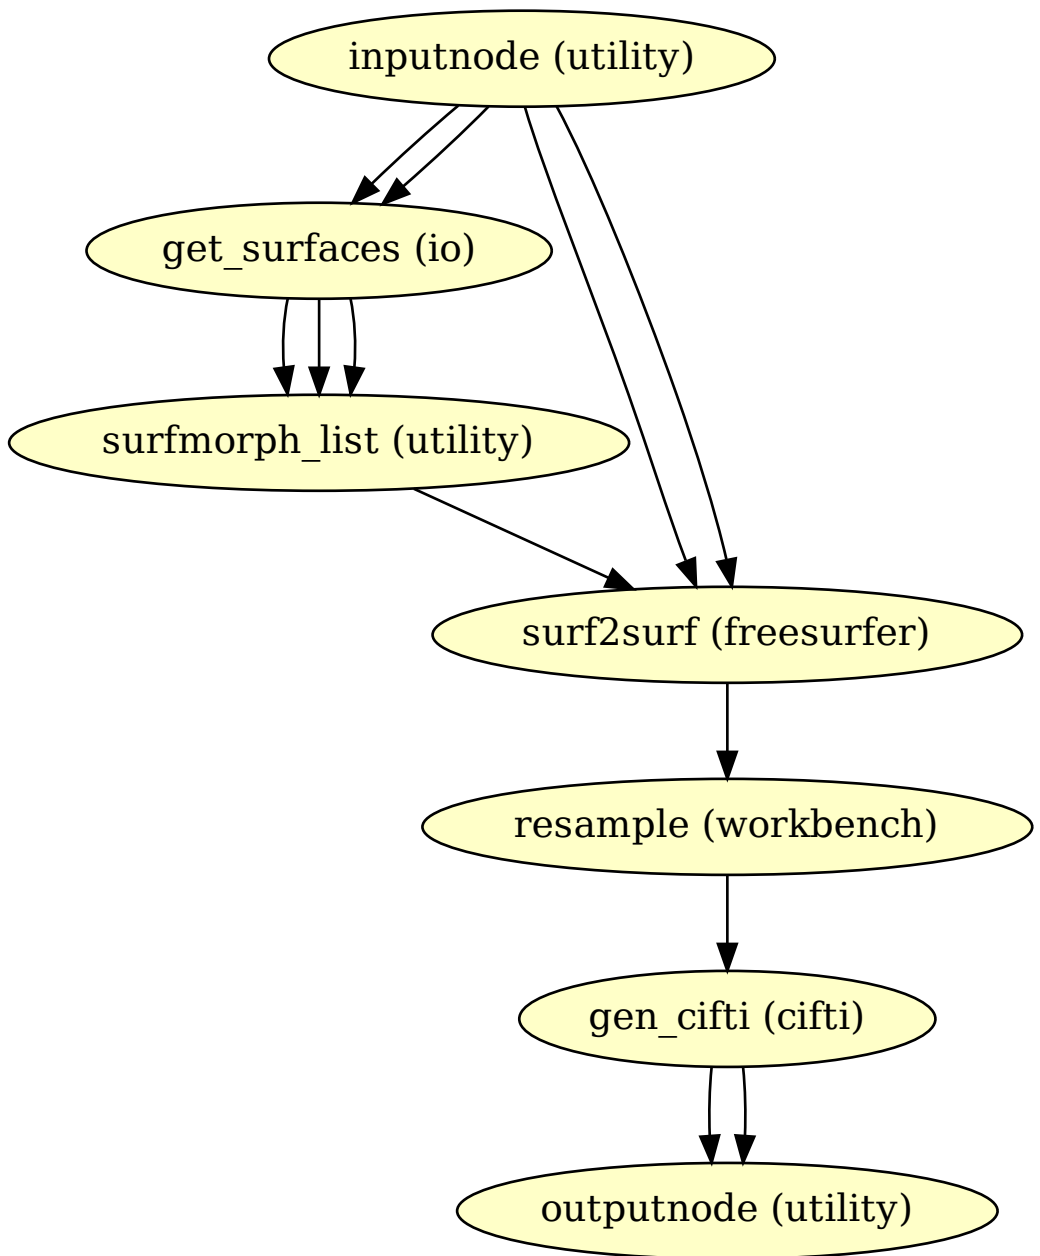 inputnode (utility)
get_surfaces (io)
surfmorph_list (utility)
surf2surf (freesurfer)
resample (workbench)
gen_cifti (cifti)
outputnode (utility)